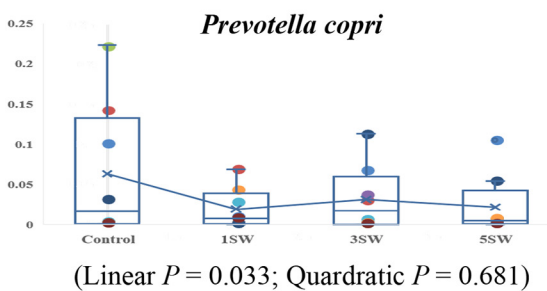 Prevotella copri
0.25
0.2
0.15
0.1
0.05
0
Control 1SW 3SW 5SW
(Linear P = 0.033; Quardratic P = 0.681)